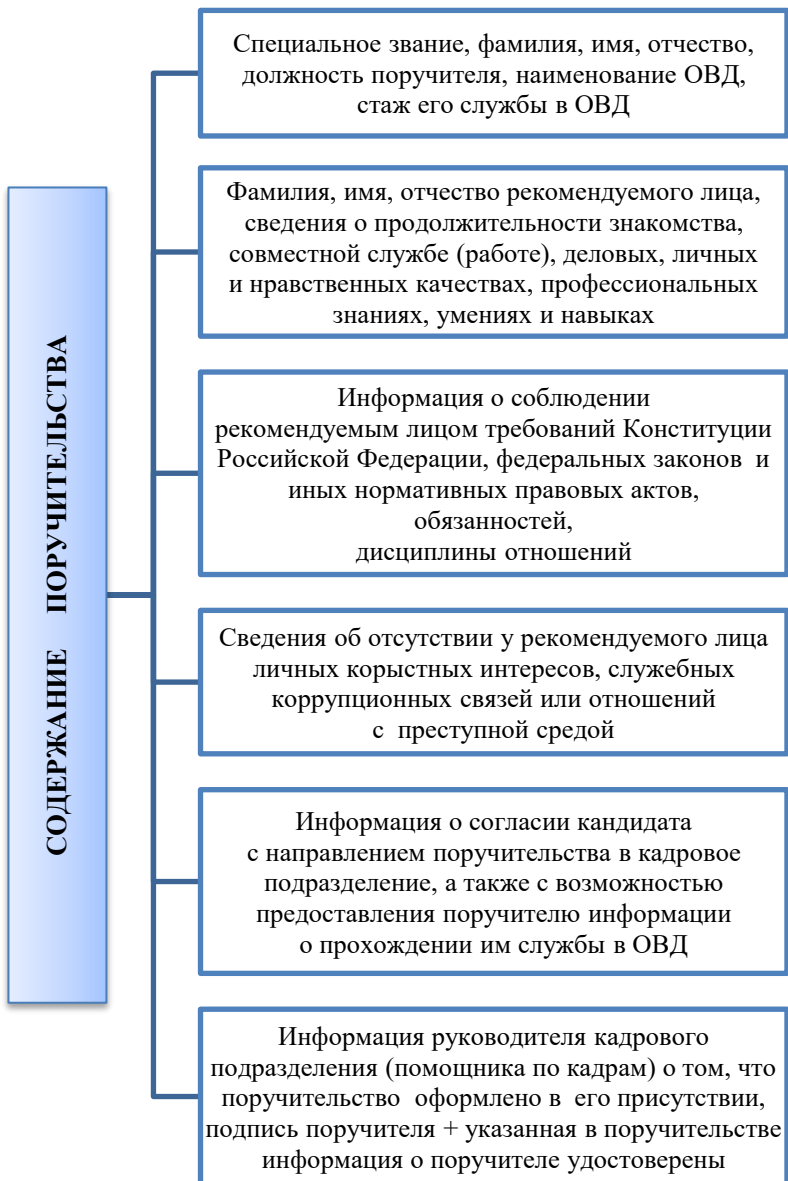 Специальное звание, фамилия, имя, отчество,
должность поручителя, наименование ОВД,
стаж его службы в ОВД
СОДЕРЖАНИЕ ПОРУЧИТЕЛЬСТВА
Фамилия, имя, отчество рекомендуемого лица,
сведения о продолжительности знакомства,
совместной службе (работе), деловых, личных
и нравственных качествах, профессиональных
знаниях, умениях и навыках
Информация о соблюдении
рекомендуемым лицом требований Конституции
Российской Федерации, федеральных законов и
иных нормативных правовых актов,
обязанностей,
дисциплины отношений
Сведения об отсутствии у рекомендуемого лица
личных корыстных интересов, служебных
коррупционных связей или отношений
с преступной средой
Информация о согласии кандидата
с направлением поручительства в кадровое
подразделение, а также с возможностью
предоставления поручителю информации
о прохождении им службы в ОВД
Информация руководителя кадрового
подразделения (помощника по кадрам) о том, что
поручительство оформлено в его присутствии,
подпись поручителя + указанная в поручительстве
информация о поручителе удостоверены